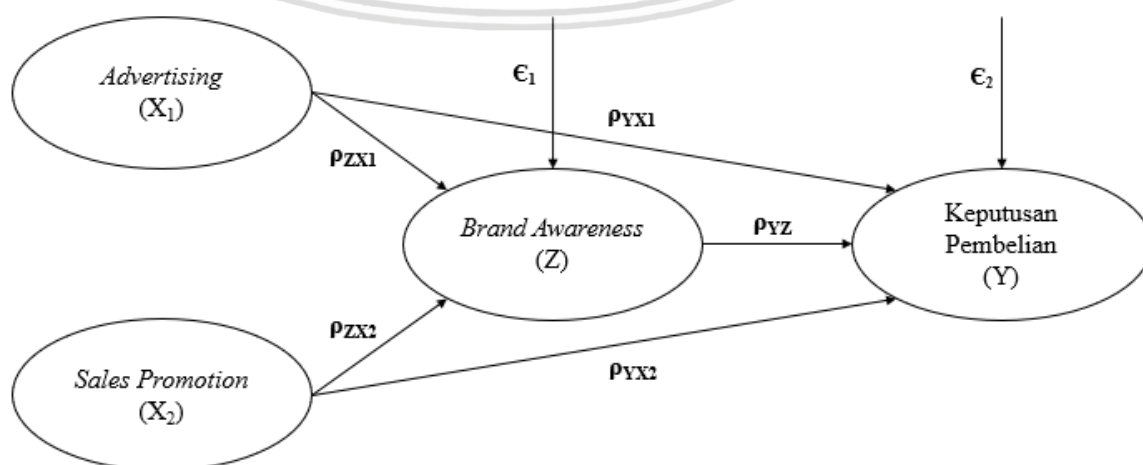 Advertising
(X₁)
ϵ₁
ϵ₂
ρYX1
ρZX1
Brand Awareness
(Z)
ρYZ
Keputusan
Pembelian
(Y)
ρZX2
ρYX2
Sales Promotion
(X₂)